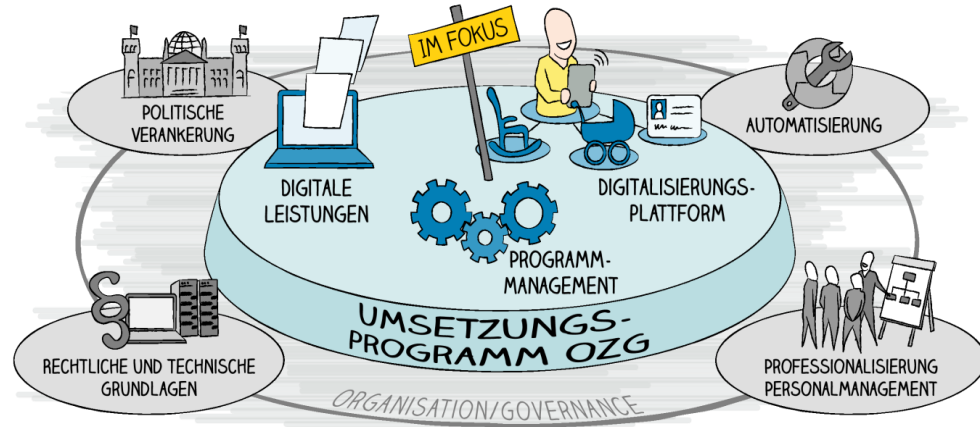 IM FOKUS
POLITISCHE
VERANKERUNG
AUTOMATISIERUNG
DIGITALE
LEISTUNGEN
DIGITALISIERUNGS-
PLATTFORM
PROGRAMM-
MANAGEMENT
UMSETZUNGS-
PROGRAMM OZG
RECHTLICHE UND TECHNISCHE
GRUNDLAGEN
PROFESSIONALISIERUNG
PERSONALMANAGEMENT
ORGANISATION/GOVERNANCE